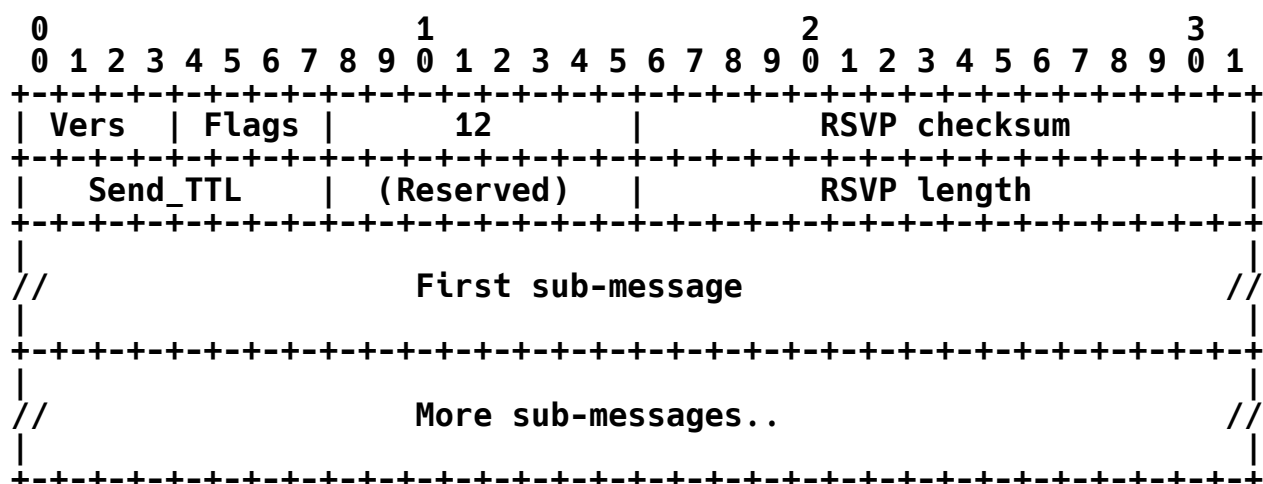 0                   1                   2                   3
 0 1 2 3 4 5 6 7 8 9 0 1 2 3 4 5 6 7 8 9 0 1 2 3 4 5 6 7 8 9 0 1
+-+-+-+-+-+-+-+-+-+-+-+-+-+-+-+-+-+-+-+-+-+-+-+-+-+-+-+-+-+-+-+-+
| Vers  | Flags |      12       |         RSVP checksum         |
+-+-+-+-+-+-+-+-+-+-+-+-+-+-+-+-+-+-+-+-+-+-+-+-+-+-+-+-+-+-+-+-+
|   Send_TTL    |  (Reserved)   |         RSVP length           |
+-+-+-+-+-+-+-+-+-+-+-+-+-+-+-+-+-+-+-+-+-+-+-+-+-+-+-+-+-+-+-+-+
|                                                               |
//                   First sub-message                         //
|                                                               |
+-+-+-+-+-+-+-+-+-+-+-+-+-+-+-+-+-+-+-+-+-+-+-+-+-+-+-+-+-+-+-+-+
|                                                               |
//                   More sub-messages..                       //
|                                                               |
+-+-+-+-+-+-+-+-+-+-+-+-+-+-+-+-+-+-+-+-+-+-+-+-+-+-+-+-+-+-+-+-+